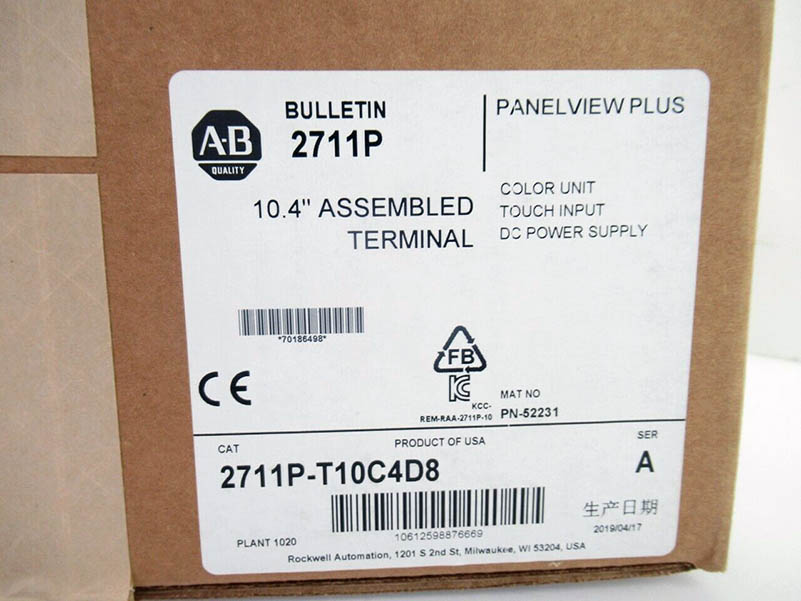 A-B
QUALITY
BULLETIN
2711P
PANELVIEW PLUS
10.4" ASSEMBLED
TERMINAL
COLOR UNIT
TOUCH INPUT
DC POWER SUPPLY
*70186498*
CE
FB
KC
KCC-
REM-RAA-2711P-10
MAT NO
PN-52231
PRODUCT OF USA
CAT
2711P-T10C4D8
SER
A
10612598876669
生产日期
2019/04/17
PLANT 1020
Rockwell Automation, 1201 S 2nd St, Milwaukee, WI 53204, USA